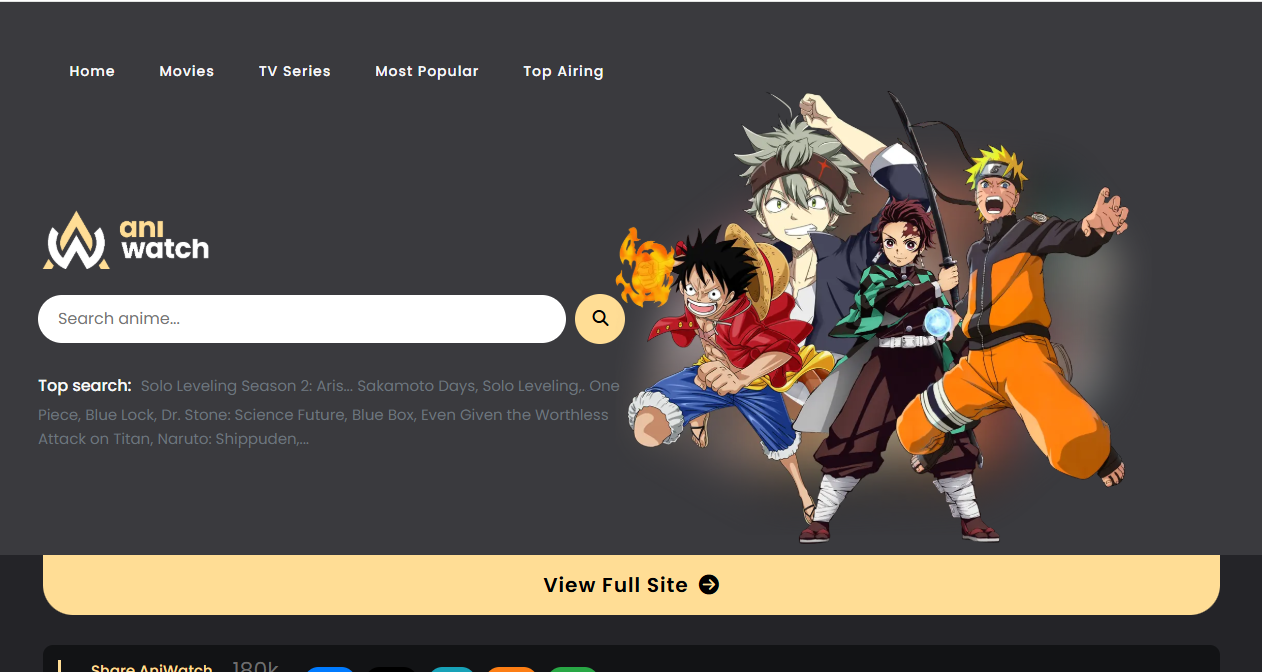 Home Movies TV Series Most Popular Top Airing
ani
watch
Search anime...
Top search: Solo Leveling Season 2: Aris... Sakamoto Days, Solo Leveling,. One
Piece, Blue Lock, Dr. Stone: Science Future, Blue Box, Even Given the Worthless
Attack on Titan, Naruto: Shippuden,...
View Full Site
Share AniWatch 180k